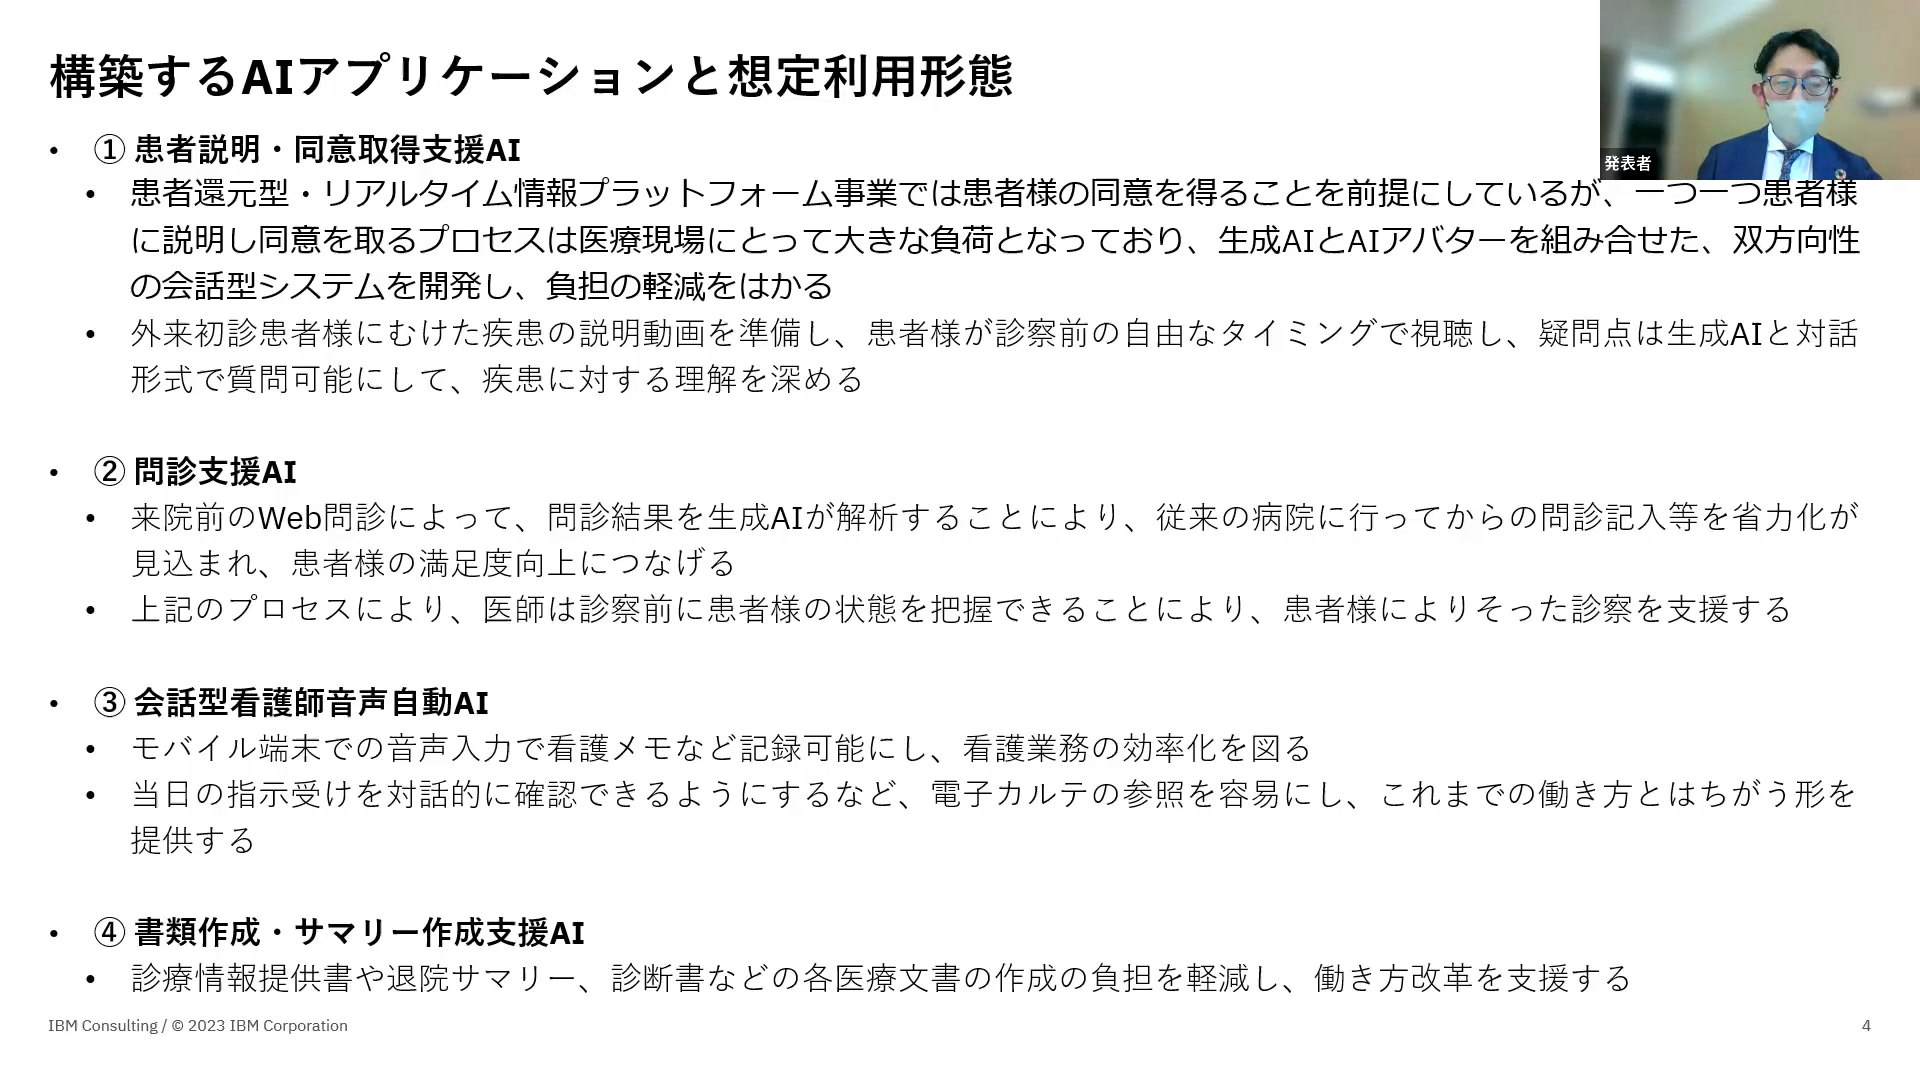 構築するAIアプリケーションと想定利用形態
発表者
• ① 患者説明・同意取得支援AI
• 患者還元型・リアルタイム情報プラットフォーム事業では患者様の同意を得ることを前提にしているが、一つ一つ患者様
に説明し同意を取るプロセスは医療現場にとって大きな負荷となっており、生成AIとAIアバターを組み合せた、双方向性
の会話型システムを開発し、負担の軽減をはかる
• 外来初診患者様にむけた疾患の説明動画を準備し、患者様が診察前の自由なタイミングで視聴し、疑問点は生成AIと対話
形式で質問可能にして、疾患に対する理解を深める
• ② 問診支援AI
• 来院前のWeb問診によって、問診結果を生成AIが解析することにより、従来の病院に行ってからの問診記入等を省力化が
見込まれ、患者様の満足度向上につなげる
• 上記のプロセスにより、医師は診察前に患者様の状態を把握できることにより、患者様によりそった診察を支援する
• ③ 会話型看護師音声自動AI
• モバイル端末での音声入力で看護メモなど記録可能にし、看護業務の効率化を図る
• 当日の指示受けを対話的に確認できるようにするなど、電子カルテの参照を容易にし、これまでの働き方とはちがう形を
提供する
• ④ 書類作成・サマリー作成支援AI
• 診療情報提供書や退院サマリー、診断書などの各医療文書の作成の負担を軽減し、働き方改革を支援する
IBM Consulting / © 2023 IBM Corporation
4